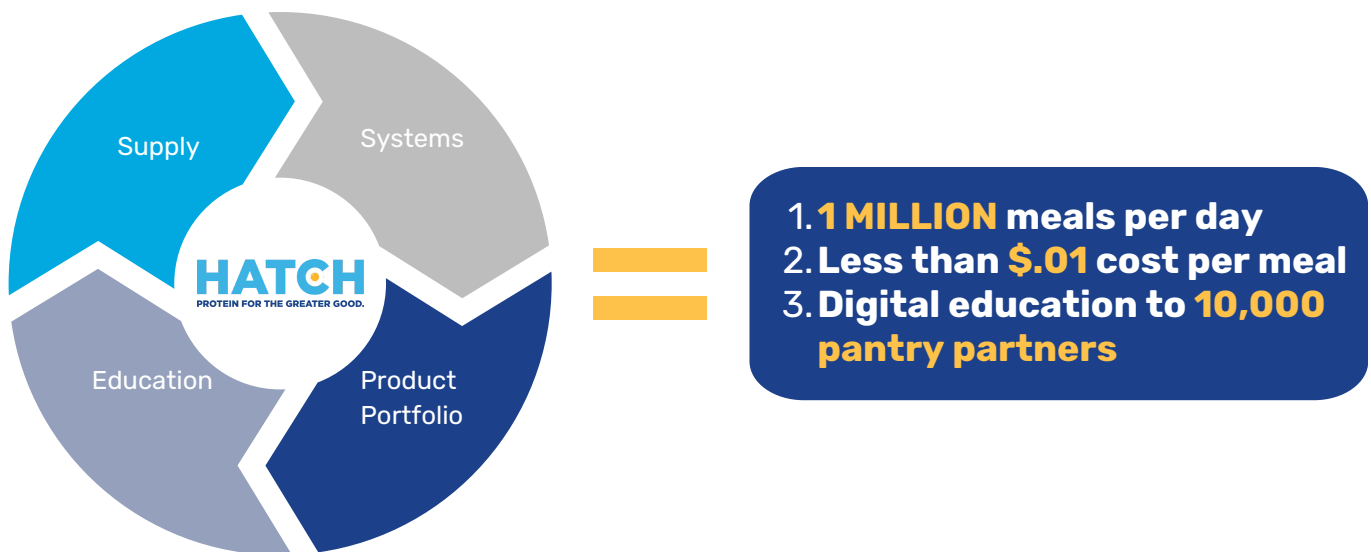 Supply
Systems
HATCH
PROTEIN FOR THE GREATER GOOD.
Education
Product
Portfolio
1. 1 MILLION meals per day
2. Less than $.01 cost per meal
3. Digital education to 10,000
pantry partners